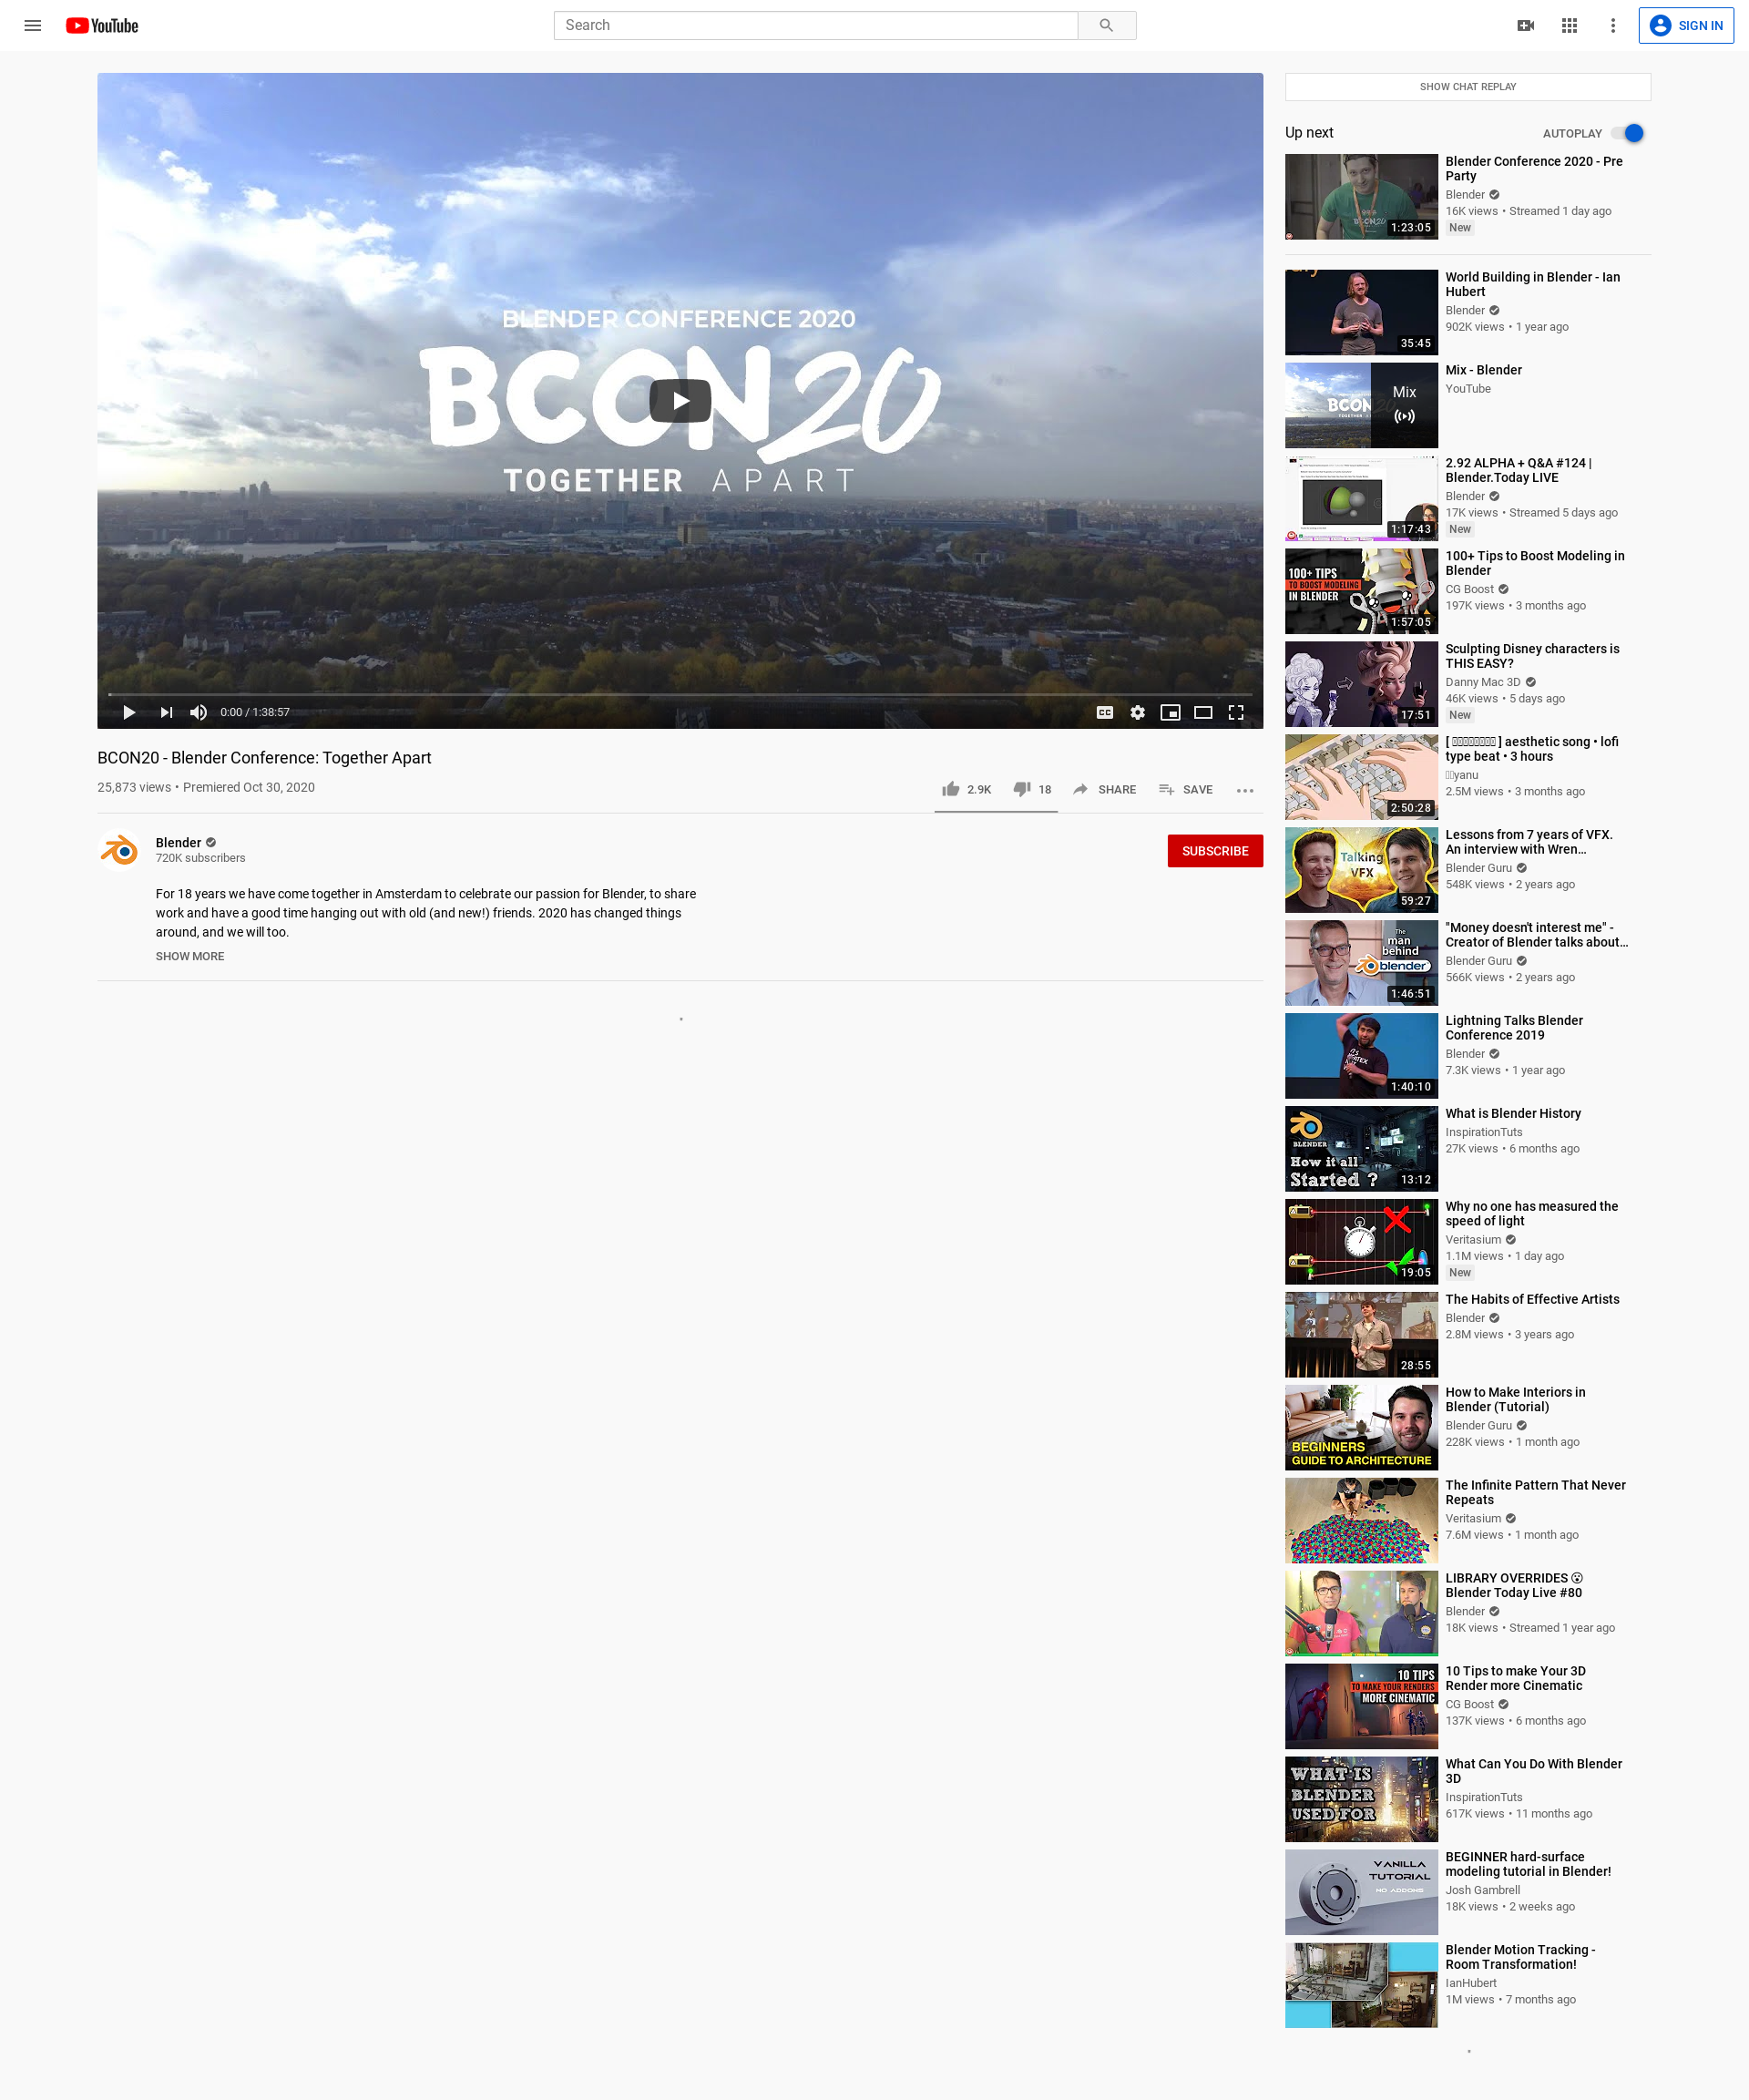 YouTube
Search
SIGN IN
BLENDER CONFERENCE 2020
BCON20
TOGETHER APART
0:00 / 1:38:57
BCON20 - Blender Conference: Together Apart
25,873 views • Premiered Oct 30, 2020
2.9K
18
SHARE
SAVE
Blender
720K subscribers
SUBSCRIBE
For 18 years we have come together in Amsterdam to celebrate our passion for Blender, to share
work and have a good time hanging out with old (and new!) friends. 2020 has changed things
around, and we will too.
SHOW MORE
SHOW CHAT REPLAY
Up next
AUTOPLAY
BCON20
1:23:05
Blender Conference 2020 - Pre
Party
Blender
16K views • Streamed 1 day ago
New
35:45
World Building in Blender - Ian
Hubert
Blender
902K views • 1 year ago
Mix
Mix - Blender
YouTube
1:17:43
2.92 ALPHA + Q&A #124 |
Blender.Today LIVE
Blender
17K views • Streamed 5 days ago
New
100+ TIPS
TO BOOST MODELING
IN BLENDER
1:57:05
100+ Tips to Boost Modeling in
Blender
CG Boost
197K views • 3 months ago
17:51
Sculpting Disney characters is
THIS EASY?
Danny Mac 3D
46K views • 5 days ago
New
2:50:28
[ ] aesthetic song • lofi
type beat • 3 hours
yanu
2.5M views • 3 months ago
Talking
VFX
59:27
Lessons from 7 years of VFX.
An interview with Wren…
Blender Guru
548K views • 2 years ago
The
man
behind
blender
1:46:51
"Money doesn't interest me" -
Creator of Blender talks about…
Blender Guru
566K views • 2 years ago
1:40:10
Lightning Talks Blender
Conference 2019
Blender
7.3K views • 1 year ago
BLENDER
How it all
Started ?
13:12
What is Blender History
InspirationTuts
27K views • 6 months ago
19:05
Why no one has measured the
speed of light
Veritasium
1.1M views • 1 day ago
New
28:55
The Habits of Effective Artists
Blender
2.8M views • 3 years ago
BEGINNERS
GUIDE TO ARCHITECTURE
How to Make Interiors in
Blender (Tutorial)
Blender Guru
228K views • 1 month ago
The Infinite Pattern That Never
Repeats
Veritasium
7.6M views • 1 month ago
LIBRARY OVERRIDES 😮
Blender Today Live #80
Blender
18K views • Streamed 1 year ago
10 TIPS
TO MAKE YOUR RENDERS
MORE CINEMATIC
10 Tips to make Your 3D
Render more Cinematic
CG Boost
137K views • 6 months ago
WHAT IS
BLENDER
USED FOR
What Can You Do With Blender
3D
InspirationTuts
617K views • 11 months ago
VANILLA
TUTORIAL
NO ADDONS
BEGINNER hard-surface
modeling tutorial in Blender!
Josh Gambrell
18K views • 2 weeks ago
Blender Motion Tracking -
Room Transformation!
IanHubert
1M views • 7 months ago